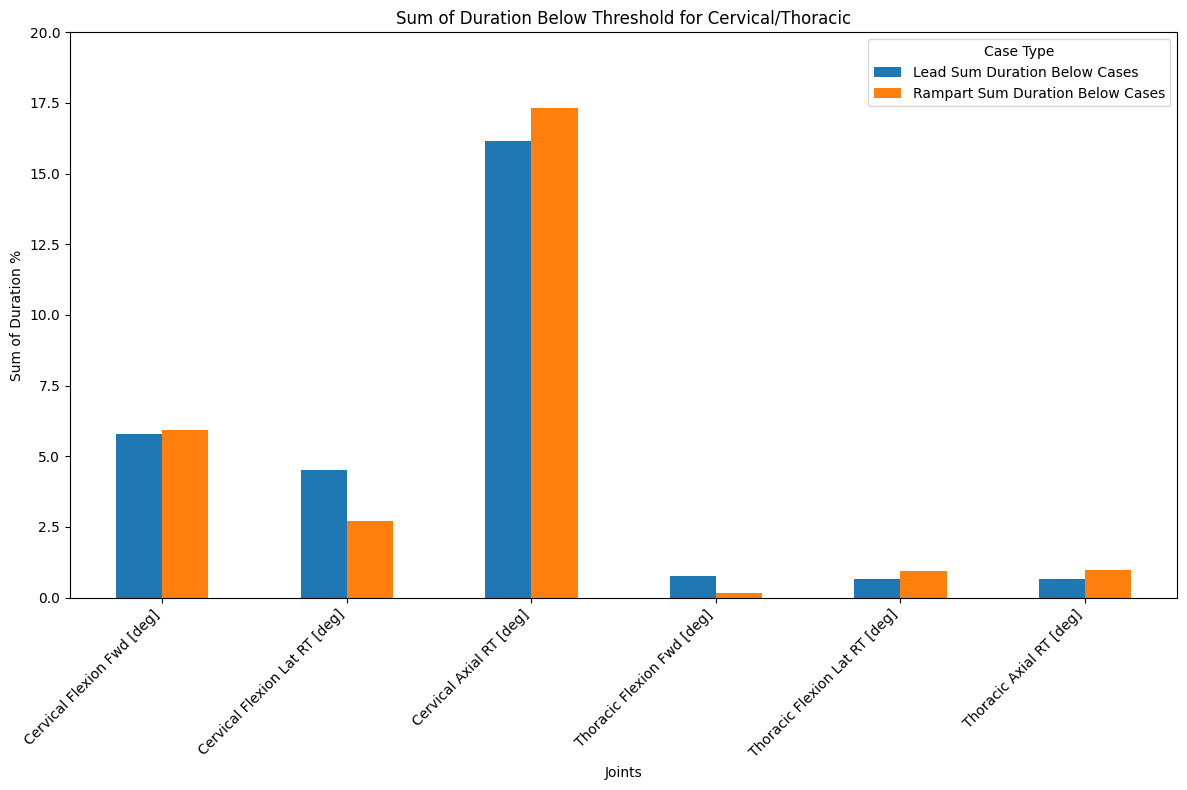 Sum of Duration Below Threshold for Cervical/Thoracic
Case Type
Lead Sum Duration Below Cases
Rampart Sum Duration Below Cases
Sum of Duration %
20.0
17.5
15.0
12.5
10.0
7.5
5.0
2.5
0.0
Cervical Flexion Fwd [deg]
Cervical Flexion Lat RT [deg]
Cervical Axial RT [deg]
Thoracic Flexion Fwd [deg]
Thoracic Flexion Lat RT [deg]
Thoracic Axial RT [deg]
Joints